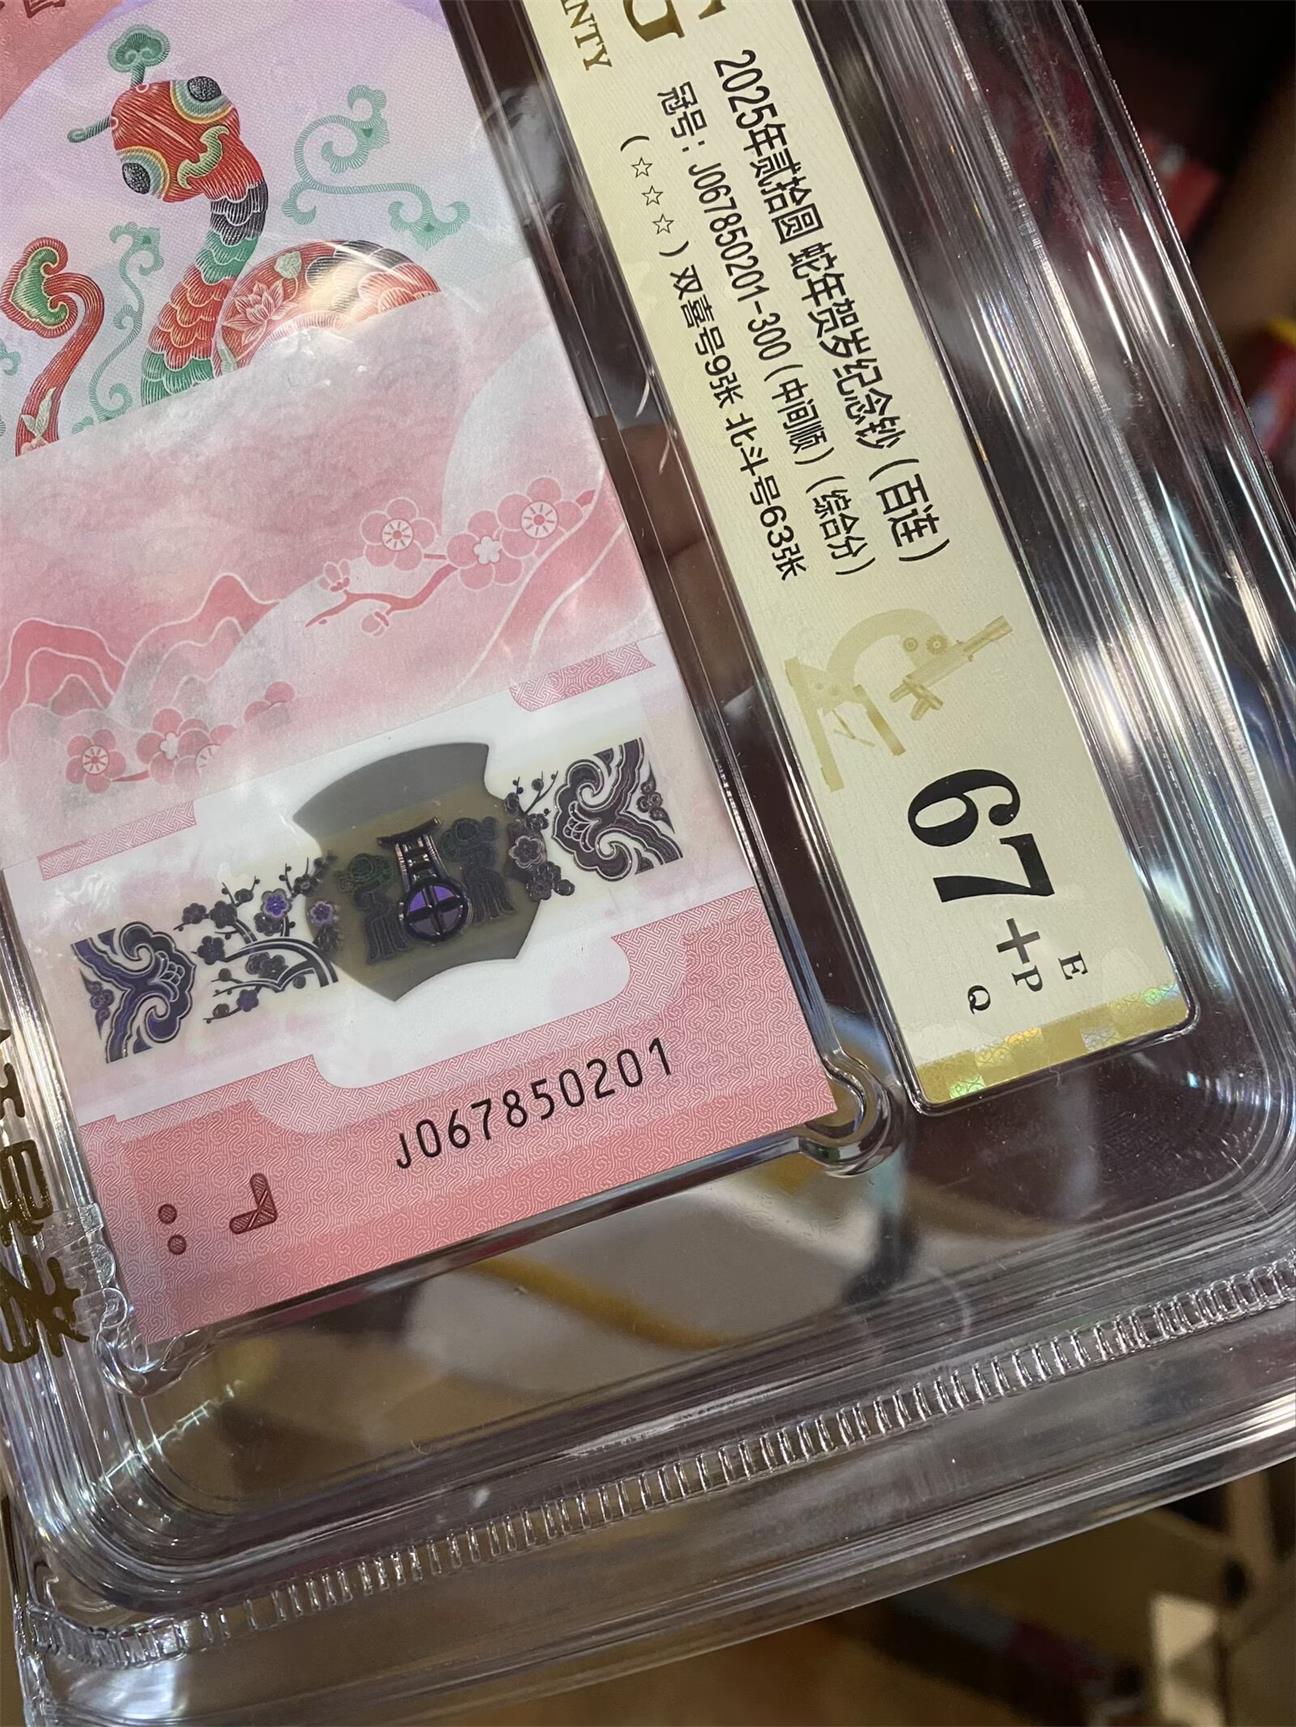 NTY
G
2025年贰拾圆 蛇年贺岁纪念钞（百连）
冠号：J067850201-300（中间顺）（综合分）
（☆☆☆）双喜号9张 北斗号63张
67+
E
P
Q
J067850201